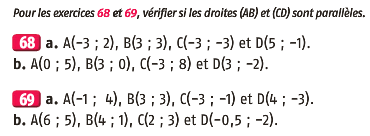 Pour les exercices 68 et 69, vérifier si les droites (AB) et (CD) sont parallèles.
68 a. A(–3 ; 2), B(3 ; 3), C(–3 ; –3) et D(5 ; –1).
b. A(0 ; 5), B(3 ; 0), C(–3 ; 8) et D(3 ; –2).
69 a. A(–1 ; 4), B(3 ; 3), C(–3 ; –1) et D(4 ; –3).
b. A(6 ; 5), B(4 ; 1), C(2 ; 3) et D(–0,5 ; –2).